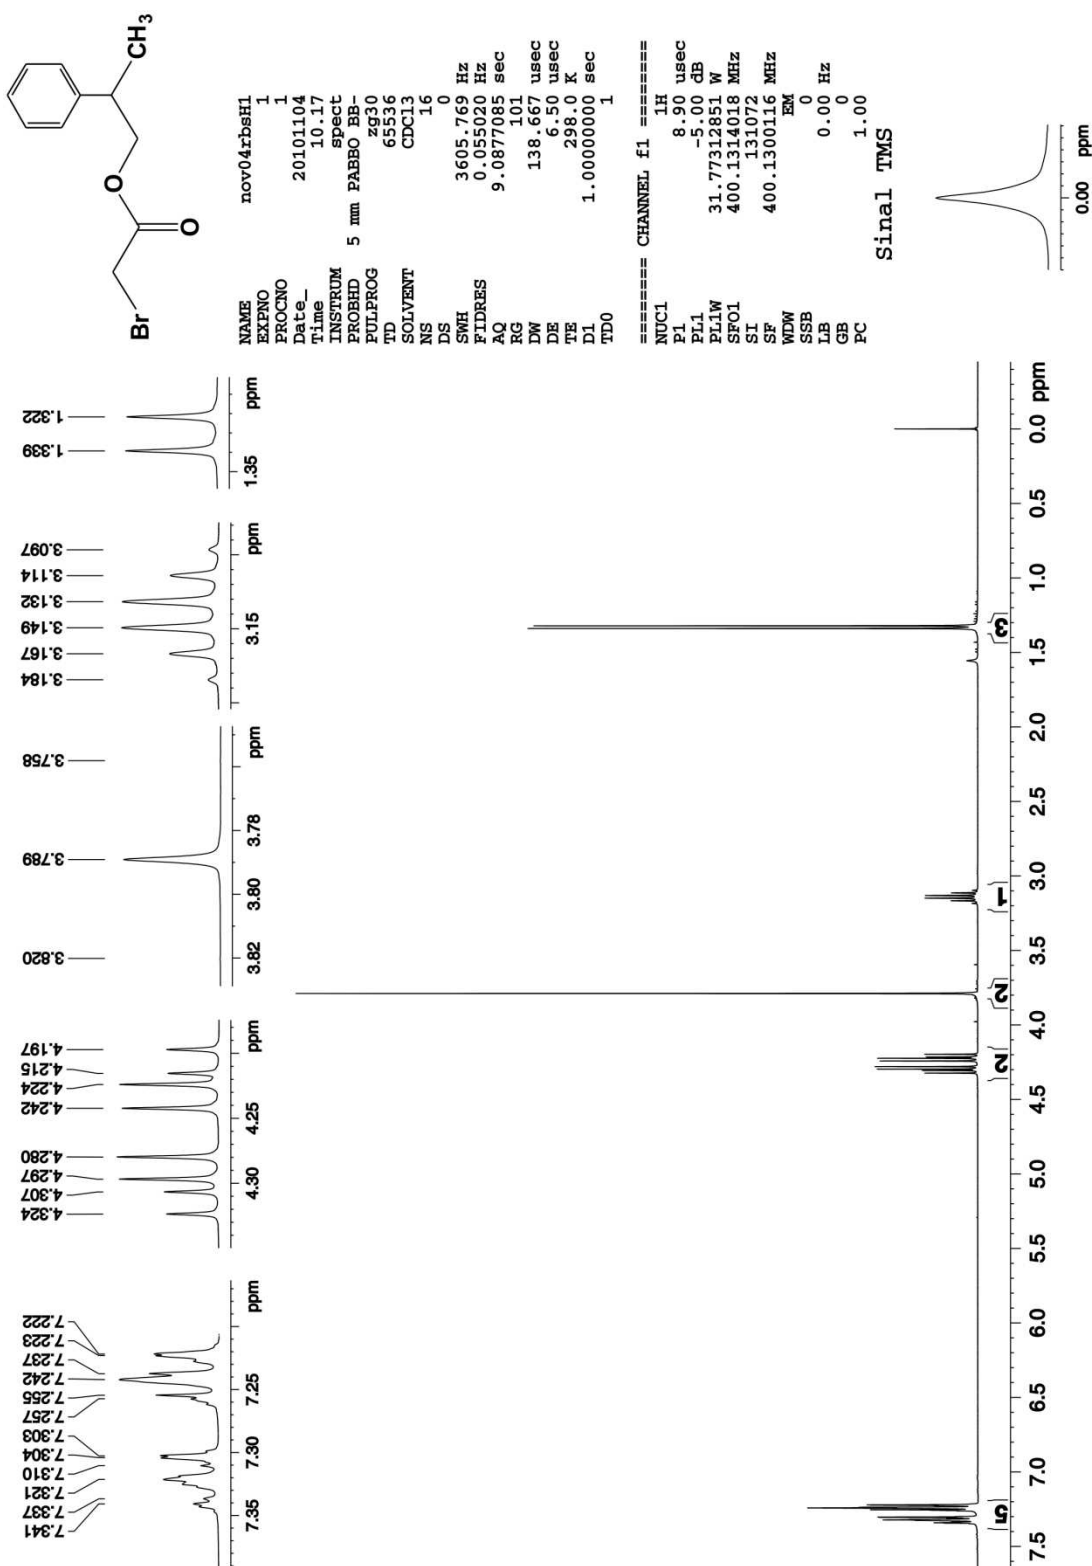 CH3
O
O
Br
NAME nov04rbsH1
EXPNO 1
PROCNO 1
Date_ 20101104
Time 10.17
INSTRUM spect
PROBHD 5 mm PABBO BB-
PULPROG zg30
TD 65536
SOLVENT CDCl3
NS 16
DS 0
SWH 3605.769 Hz
FIDRES 0.055020 Hz
AQ 9.0877085 sec
RG 101
DW 138.667 usec
DE 6.50 usec
TE 298.0 K
D1 1.00000000 sec
TD0 1
======== CHANNEL f1 ========
NUC1 1H
P1 8.90 usec
PL1 -5.00 dB
PL1W 31.77312851 W
SFO1 400.1314018 MHz
SI 131072
SF 400.1300116 MHz
WDW EM
SSB 0
LB 0.00 Hz
GB 0
PC 1.00
Sinal TMS
0.00 ppm
7.341
7.337
7.321
7.310
7.304
7.303
7.257
7.255
7.242
7.237
7.223
7.222
7.35 7.30 7.25 ppm
4.324
4.307
4.297
4.280
4.242
4.224
4.215
4.197
4.30 4.25 ppm
3.820
3.789
3.758
3.82 3.80 3.78 ppm
3.184
3.167
3.149
3.132
3.114
3.097
3.15 ppm
1.339
1.322
1.35 ppm
5 2 2 1 3
7.5 7.0 6.5 6.0 5.5 5.0 4.5 4.0 3.5 3.0 2.5 2.0 1.5 1.0 0.5 0.0 ppm